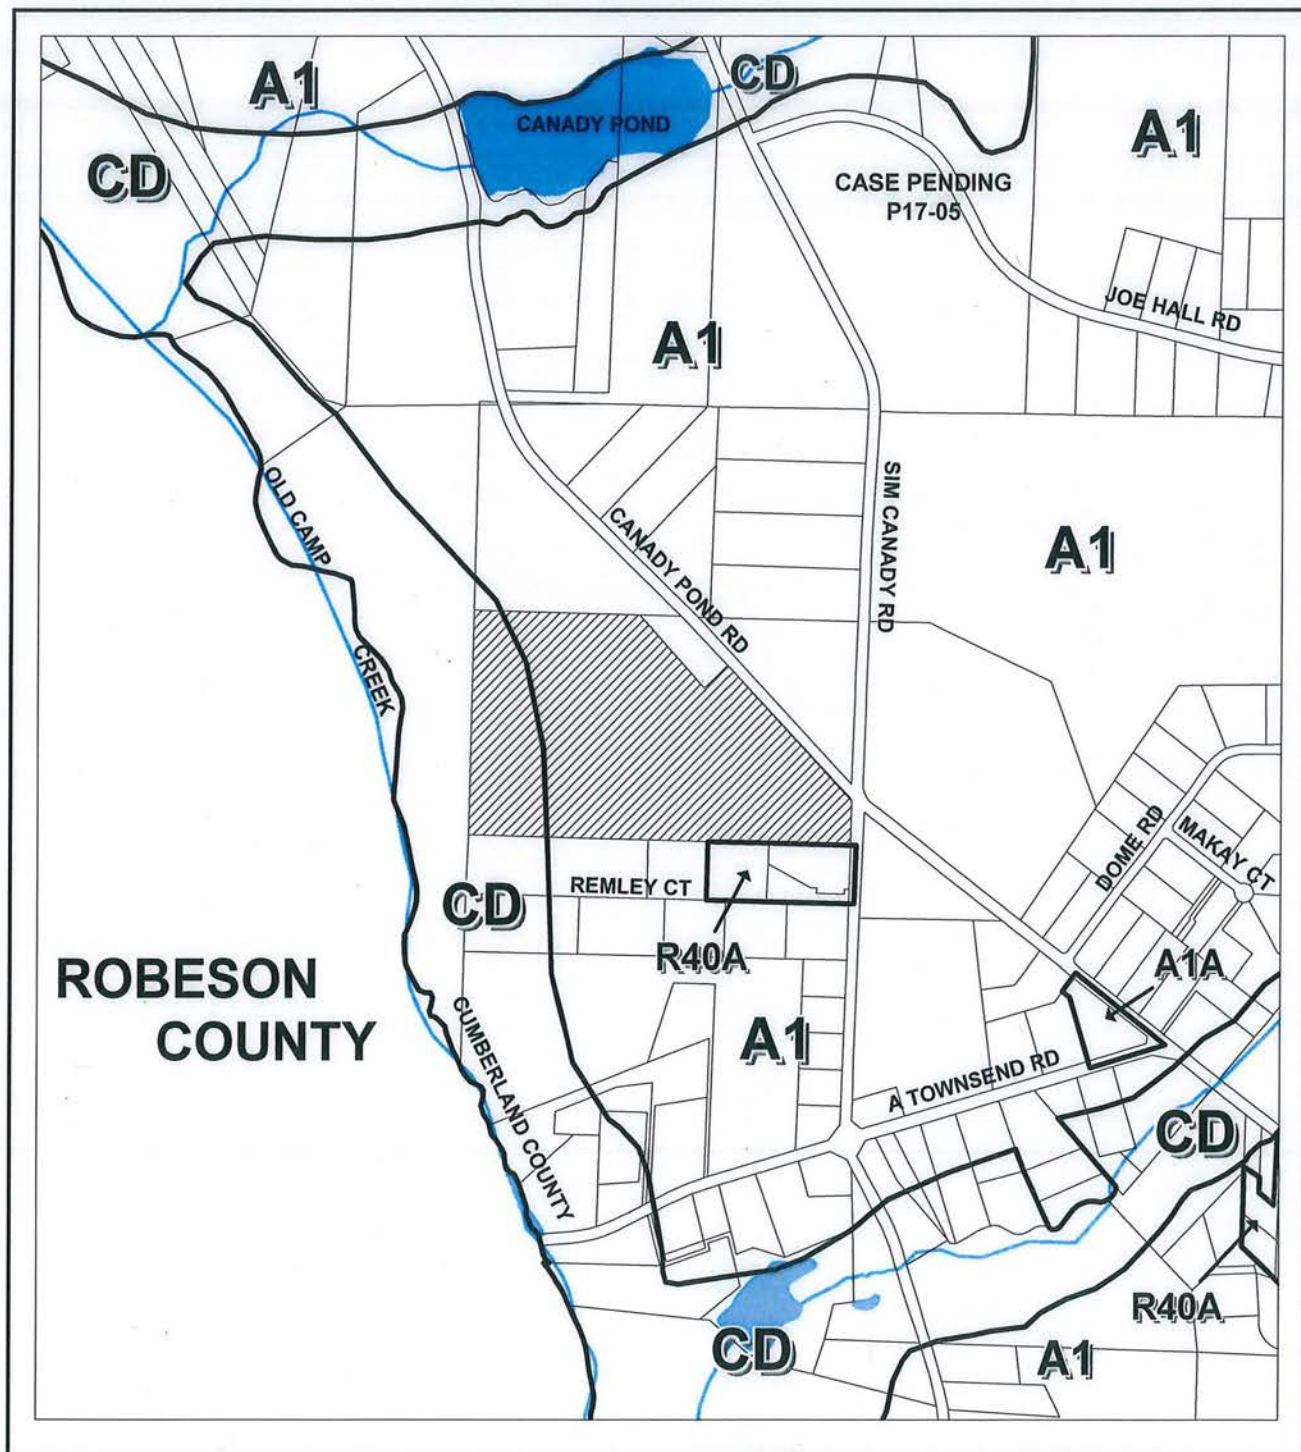 A1
CD
CANADY POND
A1
CD
CASE PENDING
P17-05
JOE HALL RD
A1
OLD CAMP
CREEK
CANADY POND RD
SIM CANADY RD
A1
DOME RD
MAKAY CT
REMLEY CT
CD
R40A
A1A
ROBESON
COUNTY
CUMBERLAND COUNTY
A1
A TOWNSEND RD
CD
R40A
CD
A1